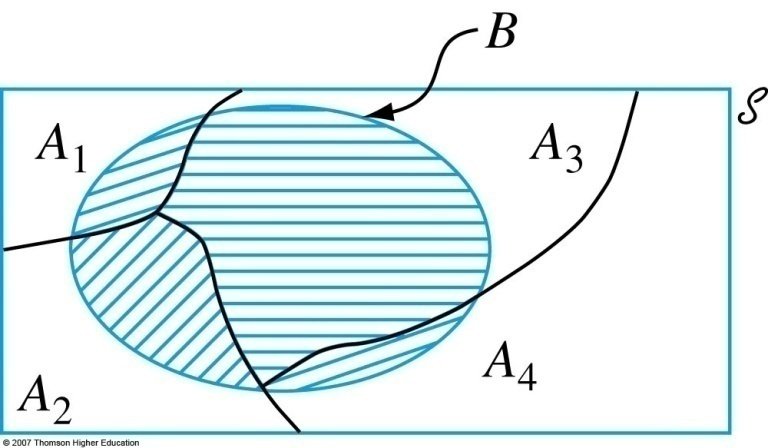 B
𝒮
A₁
A₃
A₄
A₂
© 2007 Thomson Higher Education